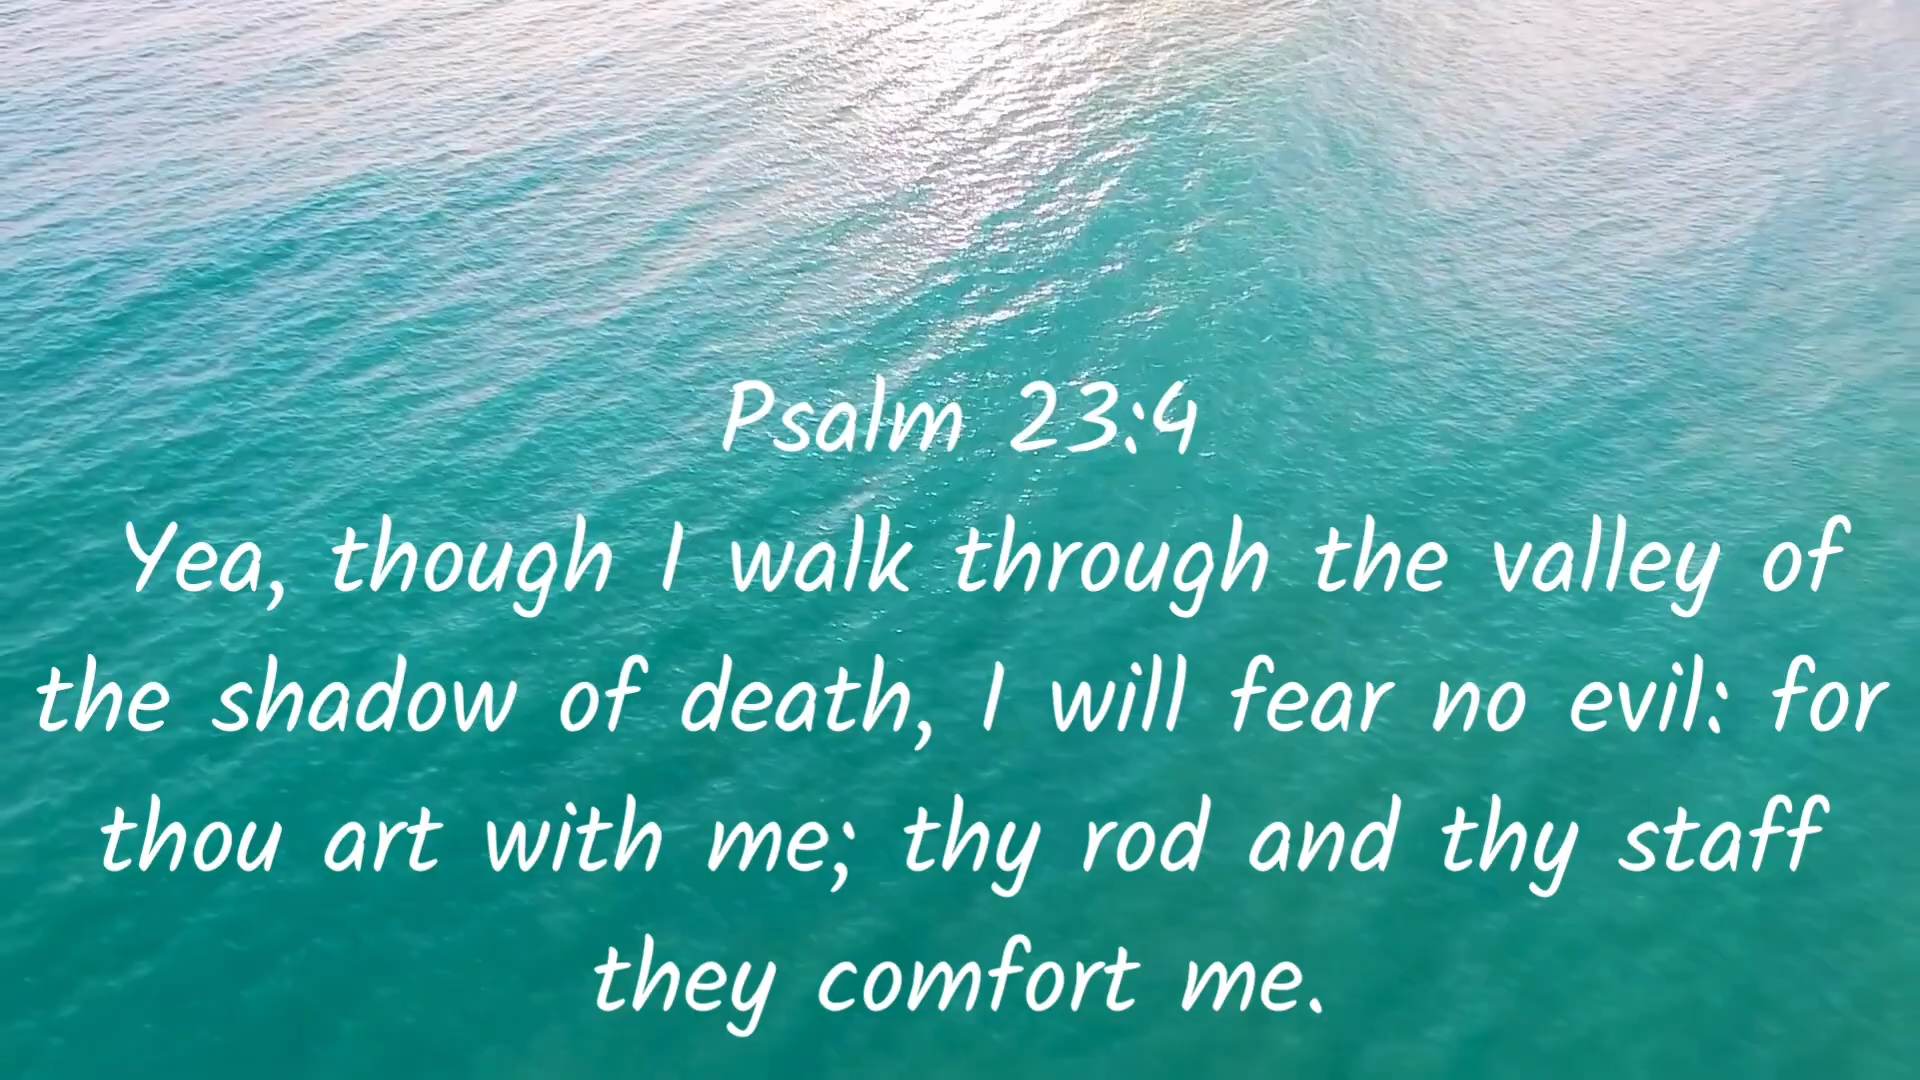 Psalm 23:4
Yea, though I walk through the valley of
the shadow of death, I will fear no evil: for
thou art with me; thy rod and thy staff
they comfort me.